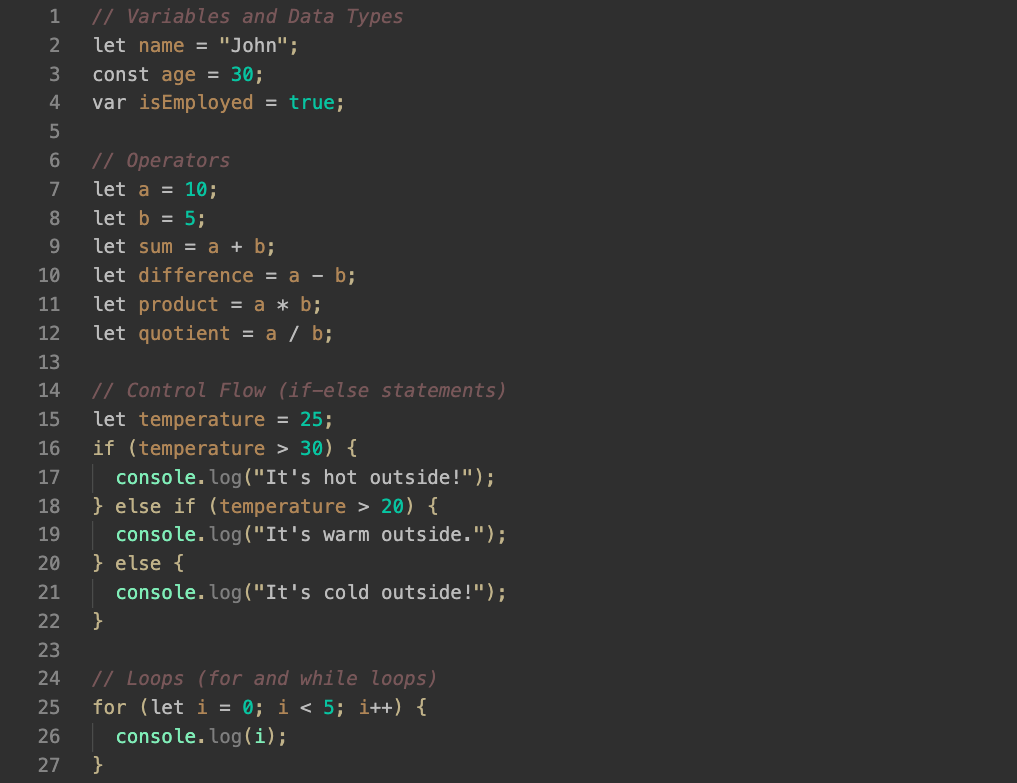 1 // Variables and Data Types
2 let name = "John";
3 const age = 30;
4 var isEmployed = true;
5
6 // Operators
7 let a = 10;
8 let b = 5;
9 let sum = a + b;
10 let difference = a - b;
11 let product = a * b;
12 let quotient = a / b;
13
14 // Control Flow (if-else statements)
15 let temperature = 25;
16 if (temperature > 30) {
17   console.log("It's hot outside!");
18 } else if (temperature > 20) {
19   console.log("It's warm outside.");
20 } else {
21   console.log("It's cold outside!");
22 }
23
24 // Loops (for and while loops)
25 for (let i = 0; i < 5; i++) {
26   console.log(i);
27 }